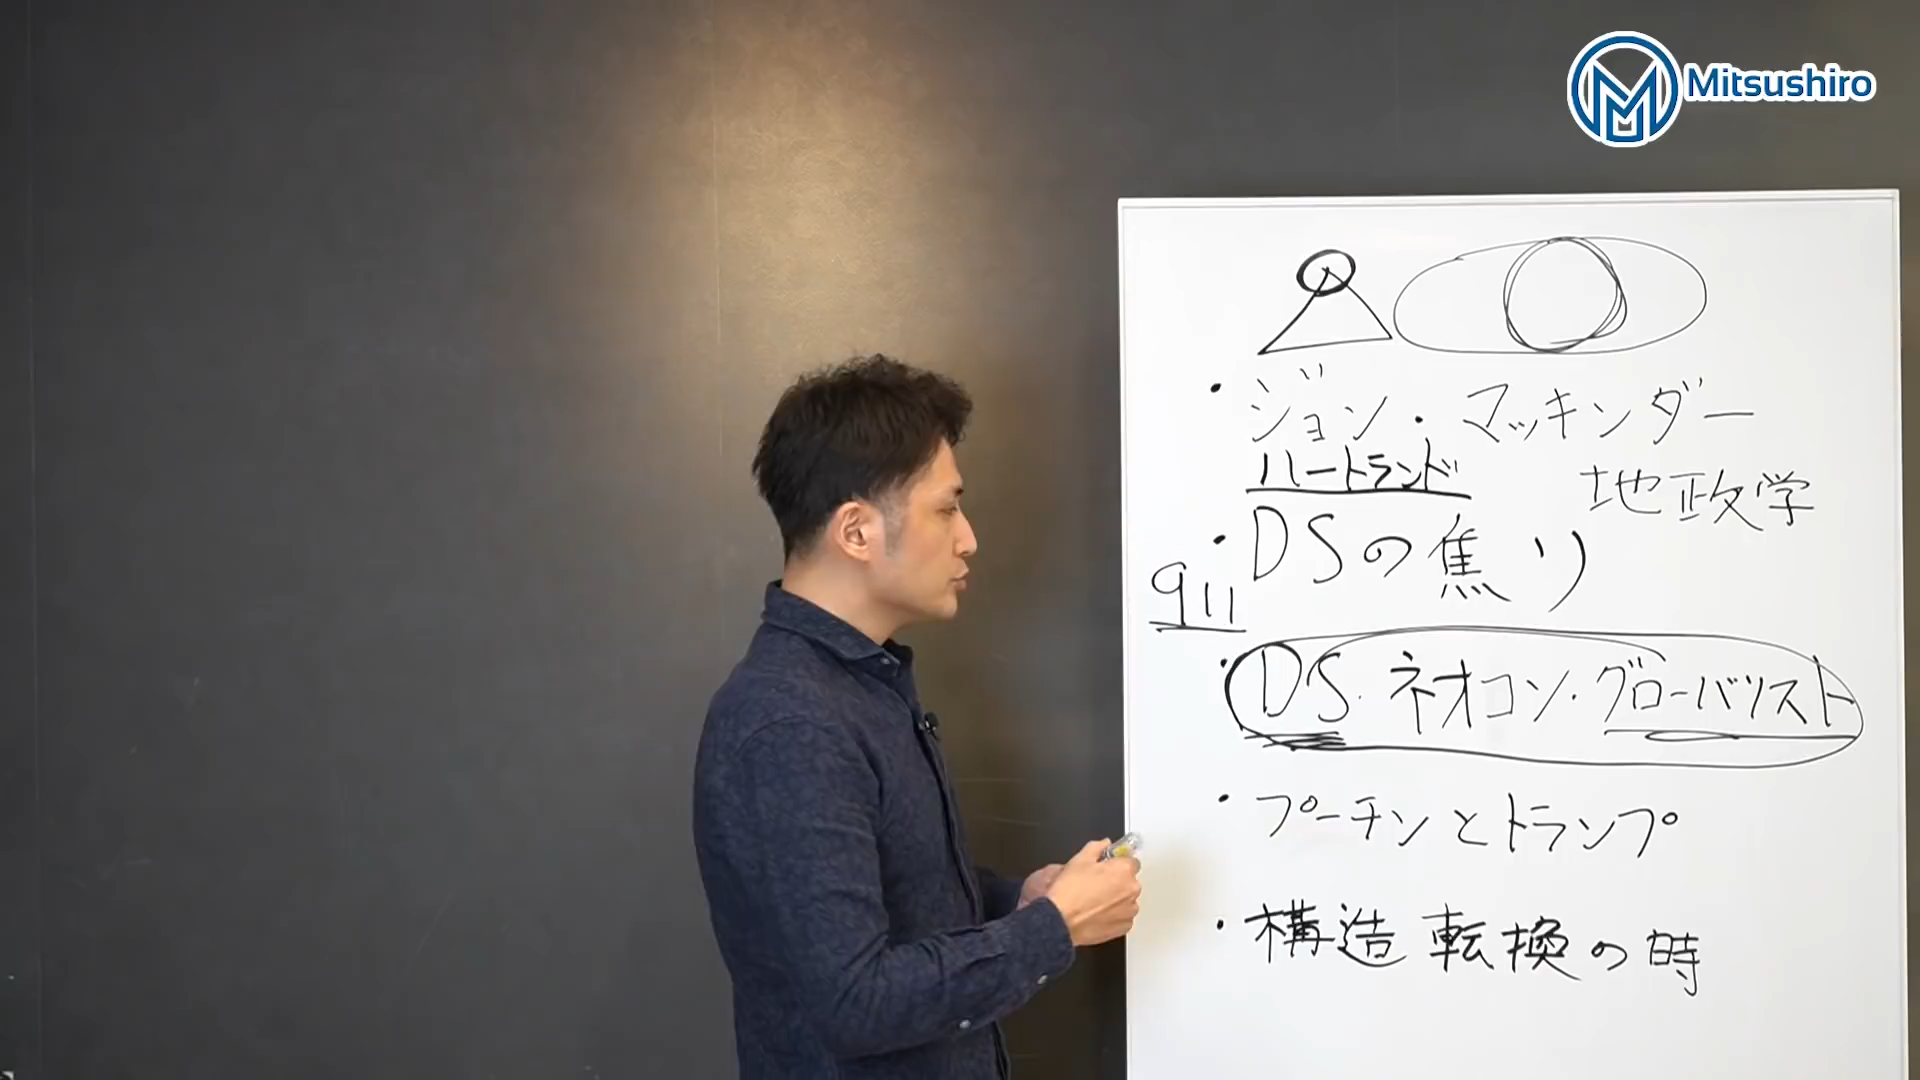 Mitsushiro
・ジョン・マッキンダー
ハートランド
地政学
・DSの焦り
911
・DS・ネオコン・グローバリスト
・プーチンとトランプ
・構造転換の時